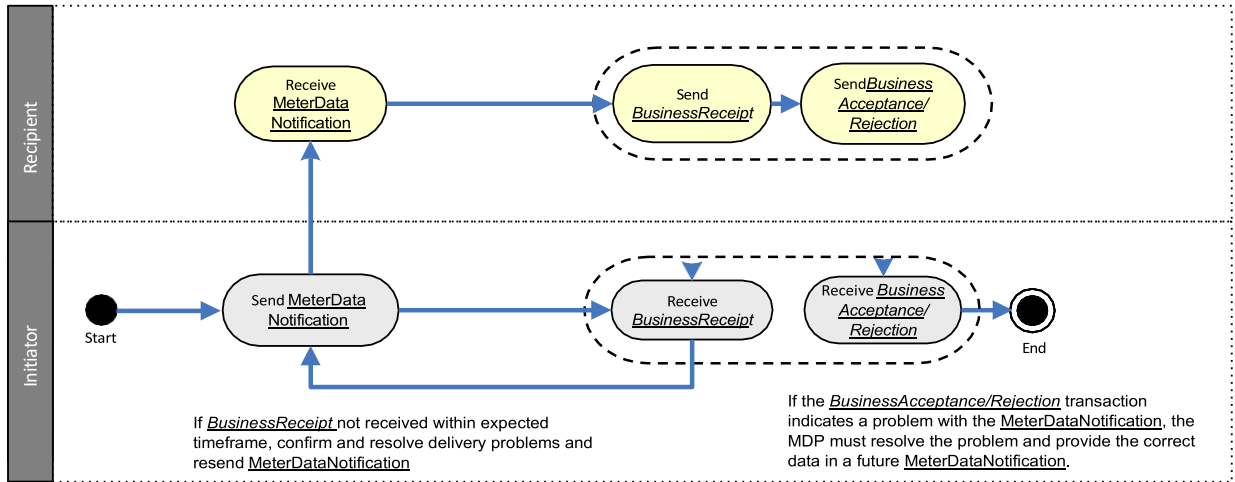 Recipient
Receive
MeterData
Notification
Send
BusinessReceipt
SendBusiness
Acceptance/
Rejection
Initiator
Start
Send MeterData
Notification
Receive
BusinessReceipt
Receive Business
Acceptance/
Rejection
End
If BusinessReceipt not received within expected
timeframe, confirm and resolve delivery problems and
resend MeterDataNotification
If the BusinessAcceptance/Rejection transaction
indicates a problem with the MeterDataNotification, the
MDP must resolve the problem and provide the correct
data in a future MeterDataNotification.